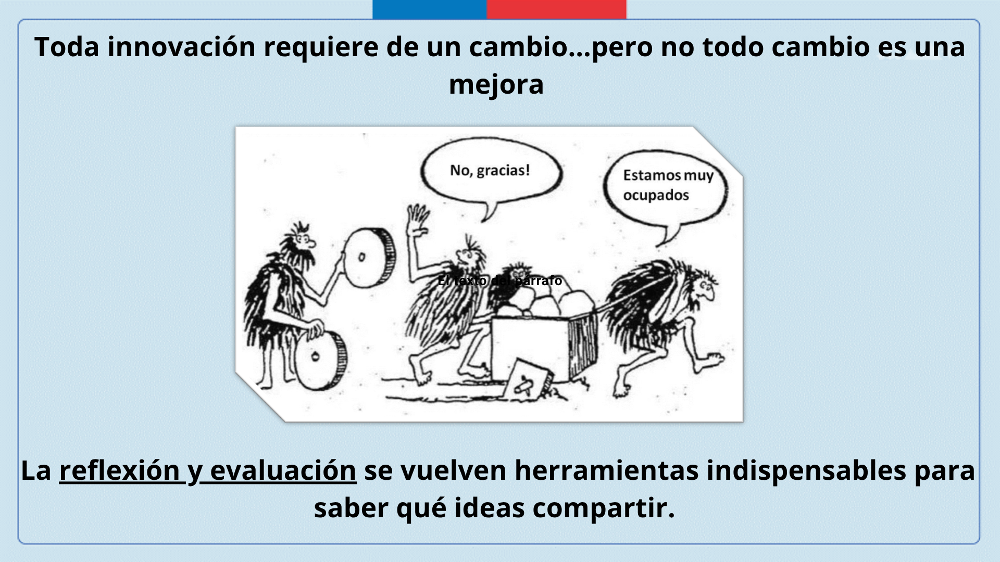 Toda innovación requiere de un cambio...pero no todo cambio es una
mejora
No, gracias!
Estamos muy
ocupados
El texto del párrafo
La reflexión y evaluación se vuelven herramientas indispensables para
saber qué ideas compartir.